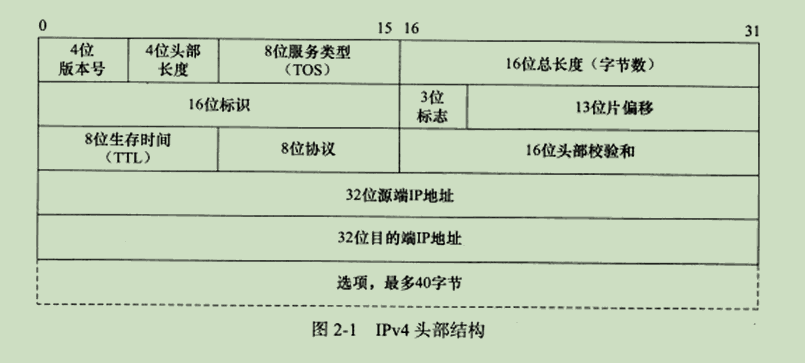 0 15 16 31
4位 4位头部 8位服务类型 16位总长度（字节数）
版本号 长度 （TOS）
16位标识 3位 13位片偏移
标志
8位生存时间 8位协议 16位头部校验和
（TTL）
32位源端IP地址
32位目的端IP地址
选项，最多40字节
图 2-1 IPv4 头部结构